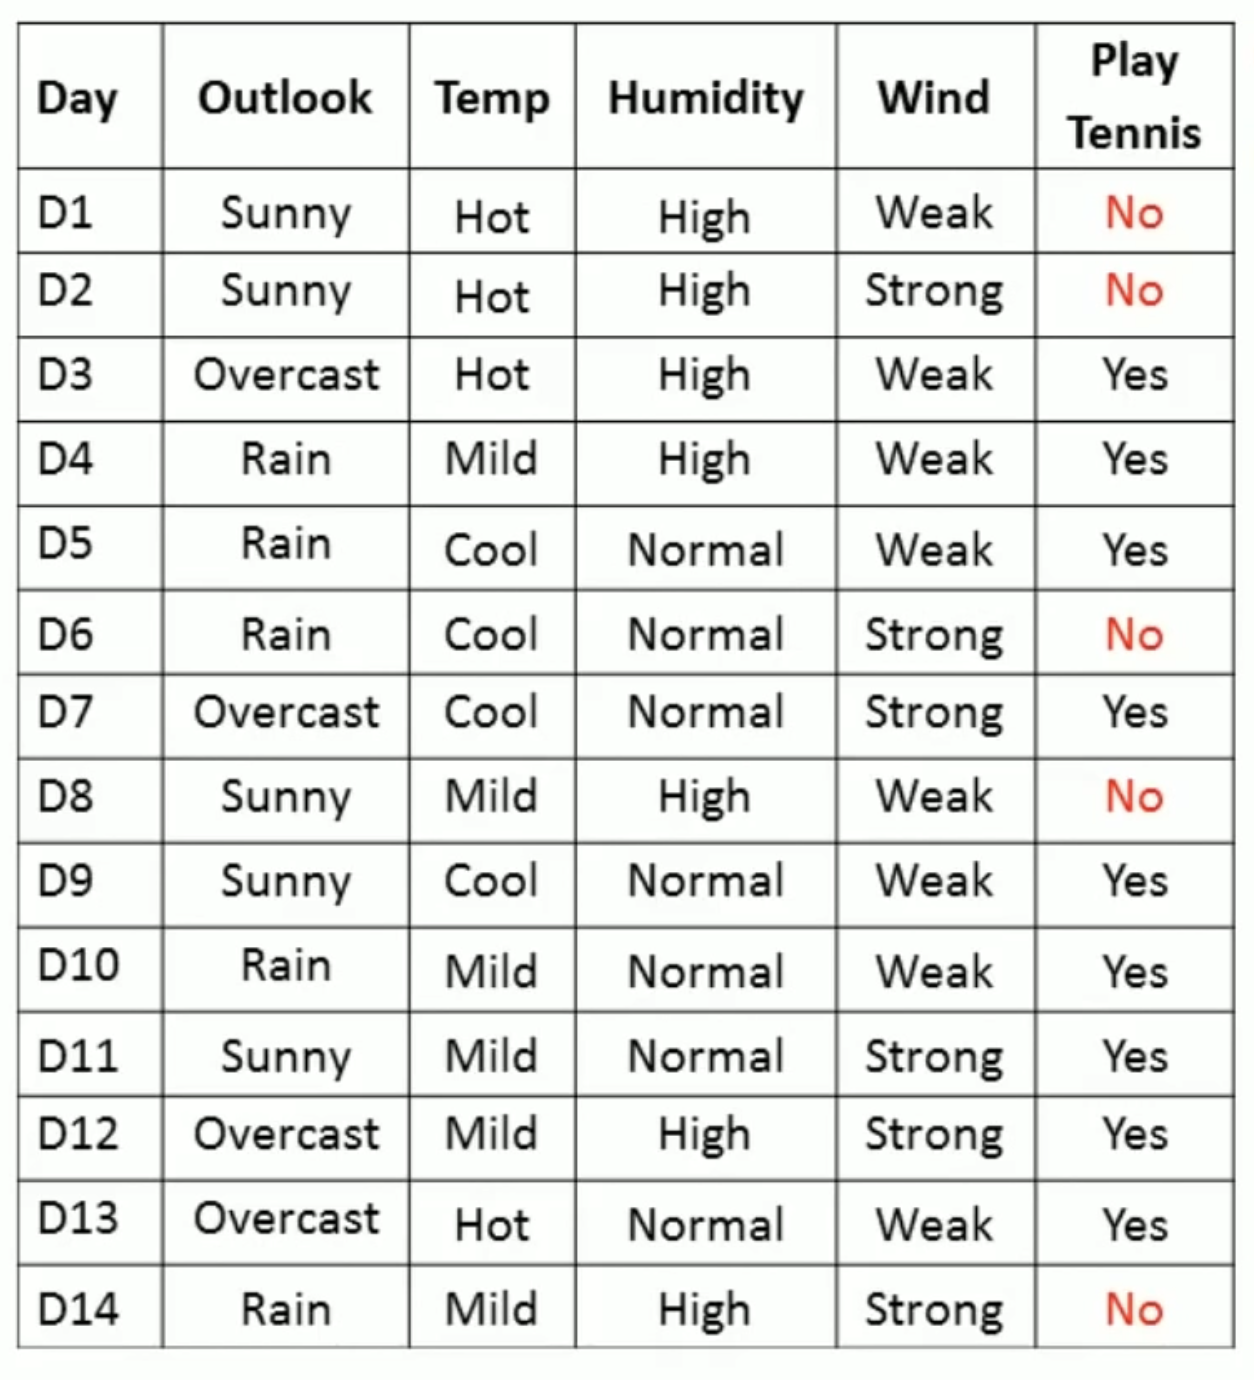 Day Outlook Temp Humidity Wind Play Tennis
D1 Sunny Hot High Weak No
D2 Sunny Hot High Strong No
D3 Overcast Hot High Weak Yes
D4 Rain Mild High Weak Yes
D5 Rain Cool Normal Weak Yes
D6 Rain Cool Normal Strong No
D7 Overcast Cool Normal Strong Yes
D8 Sunny Mild High Weak No
D9 Sunny Cool Normal Weak Yes
D10 Rain Mild Normal Weak Yes
D11 Sunny Mild Normal Strong Yes
D12 Overcast Mild High Strong Yes
D13 Overcast Hot Normal Weak Yes
D14 Rain Mild High Strong No